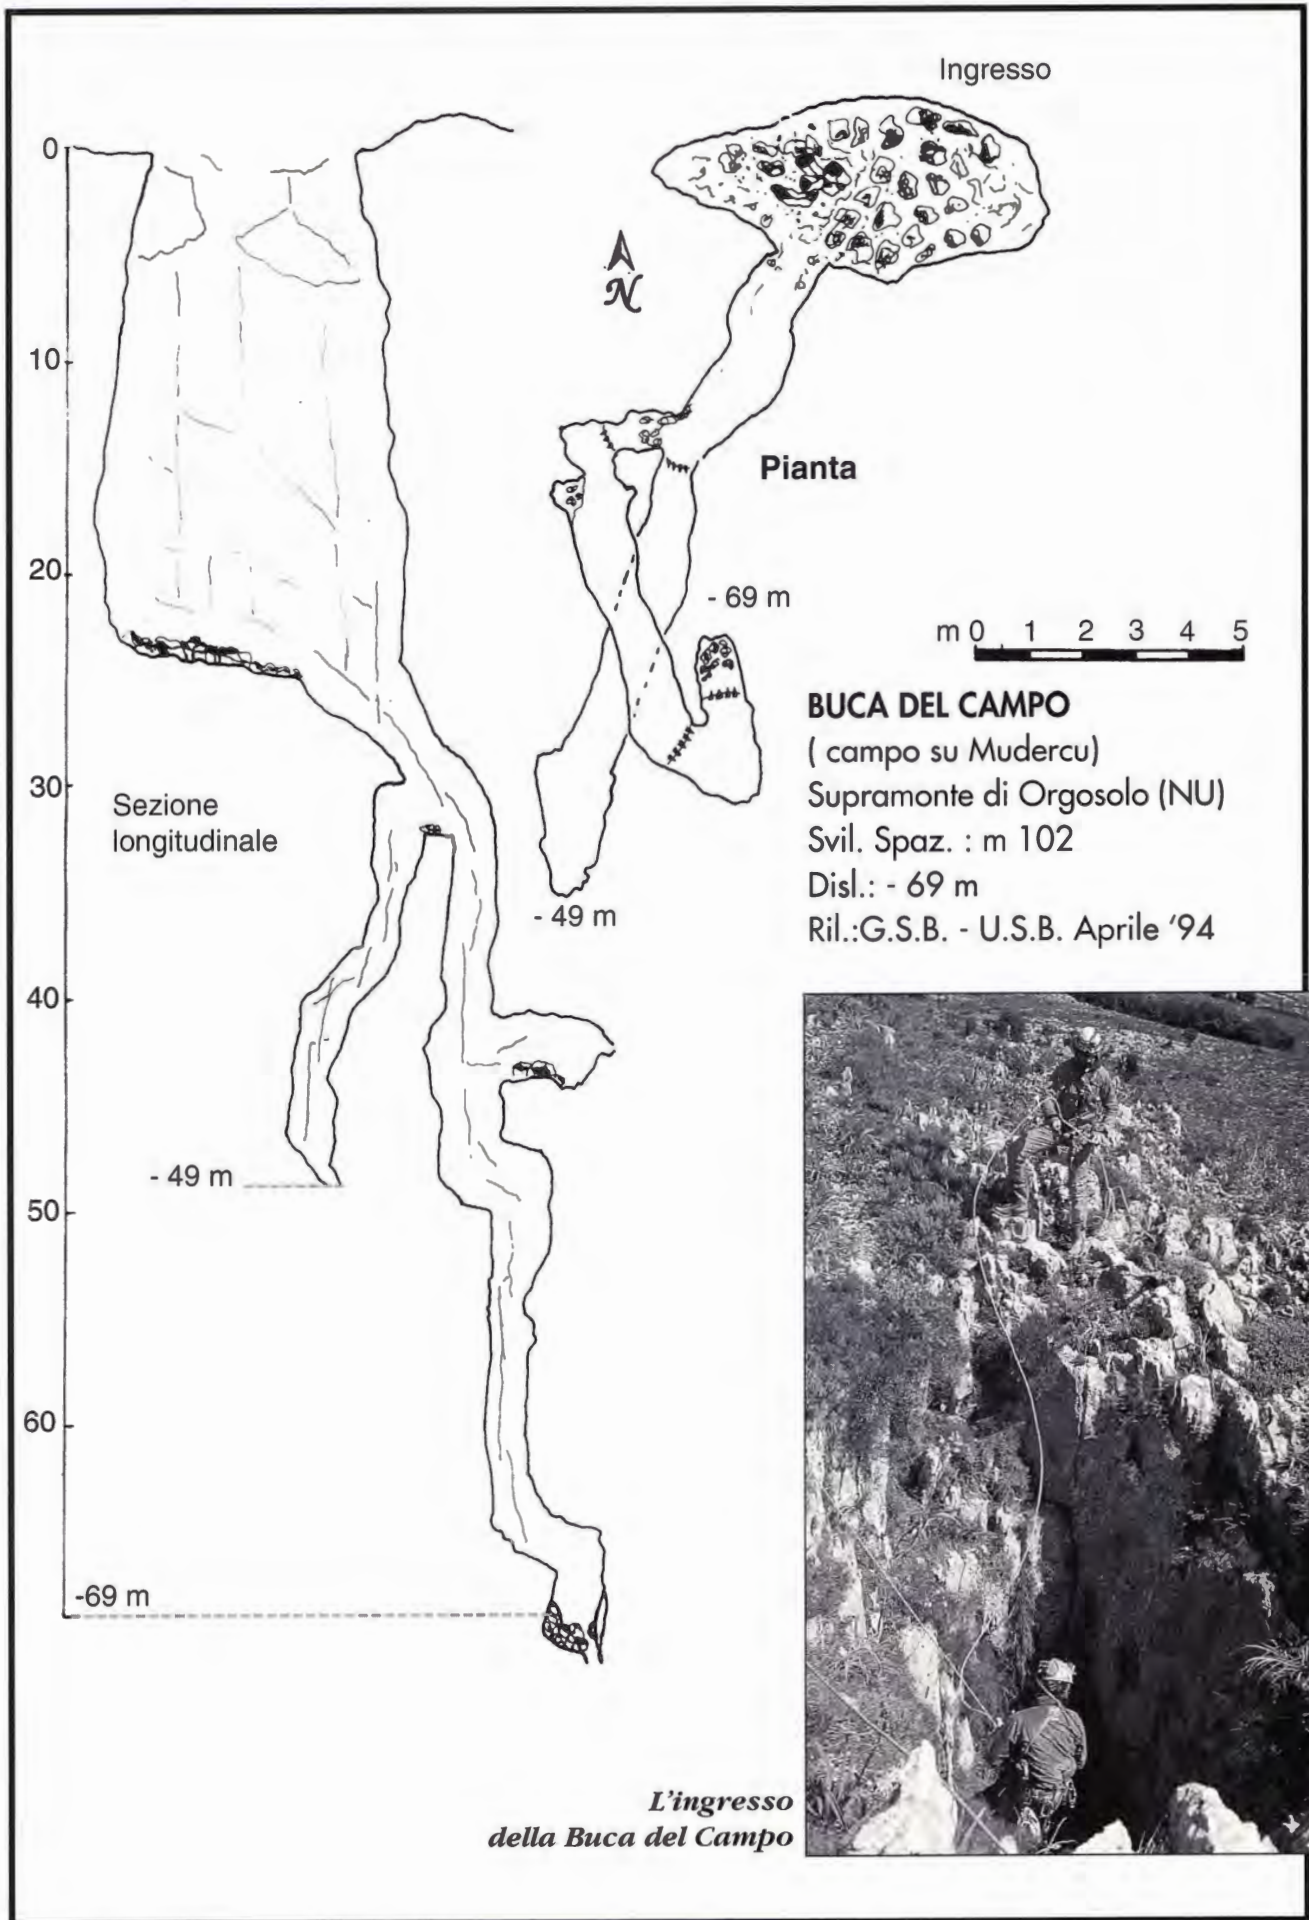 Ingresso
0
10
20
30
40
50
60
-69 m
Sezione
longitudinale
- 49 m
N
Pianta
- 69 m
- 49 m
m 0 1 2 3 4 5
BUCA DEL CAMPO
( campo su Mudercu)
Supramonte di Orgosolo (NU)
Svil. Spaz. : m 102
Disl.: - 69 m
Ril.:G.S.B. - U.S.B. Aprile '94
L'ingresso
della Buca del Campo